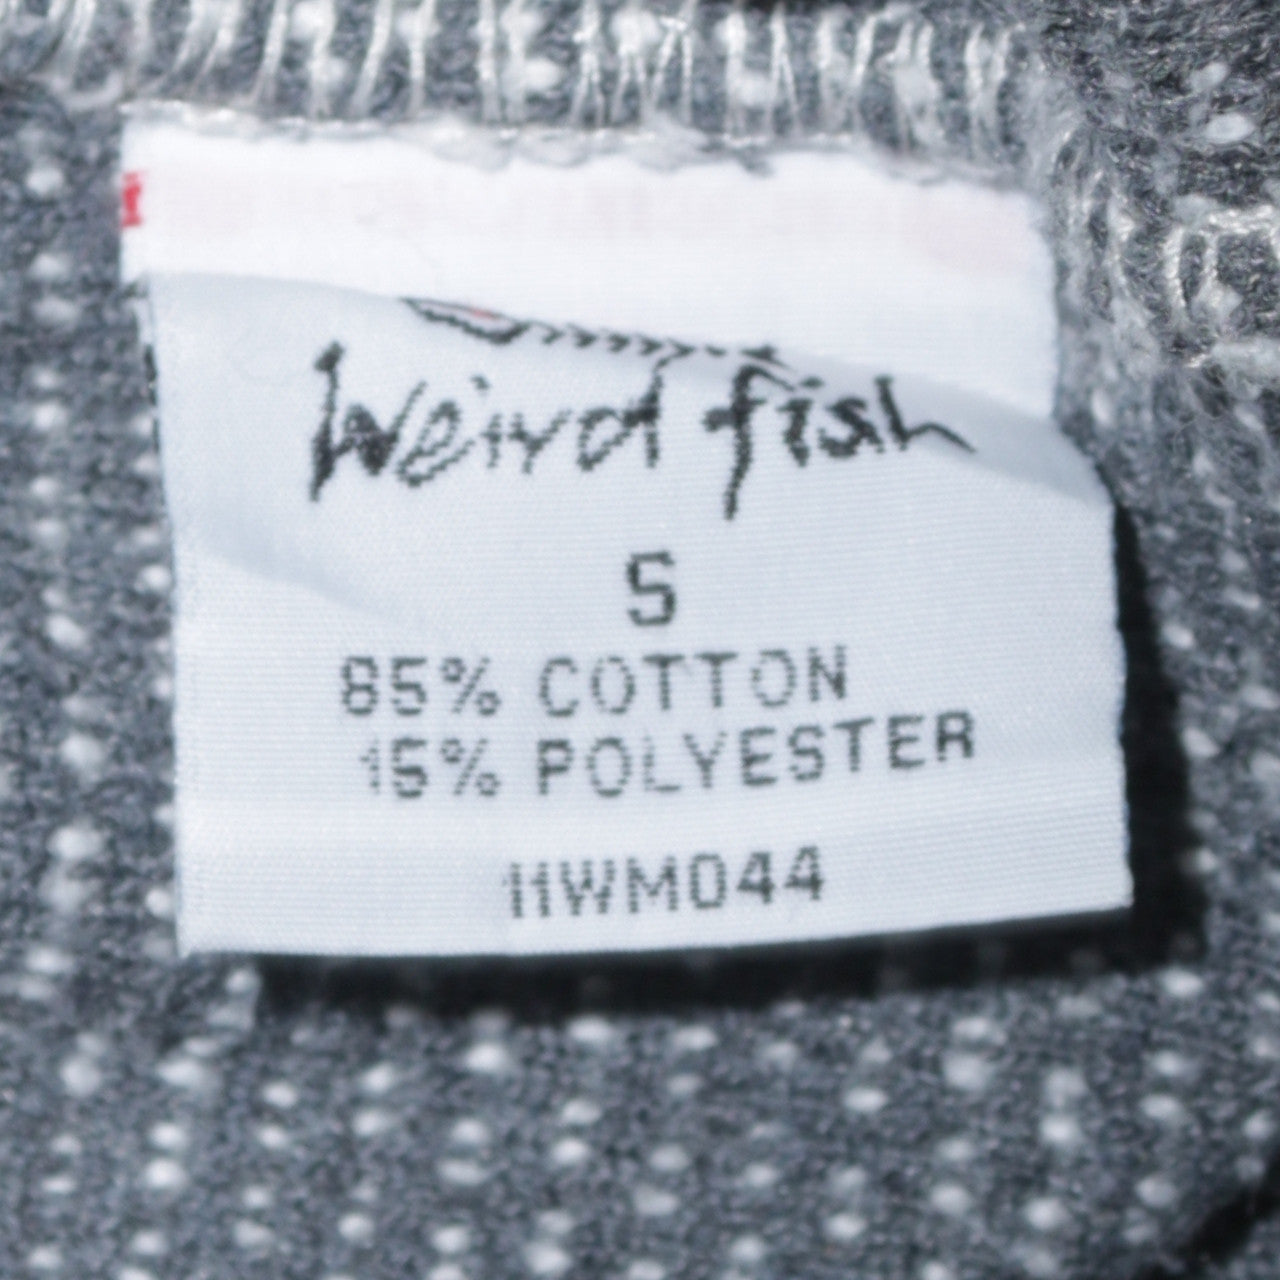 Weird fish
S
85% COTTON
15% POLYESTER
11WM044